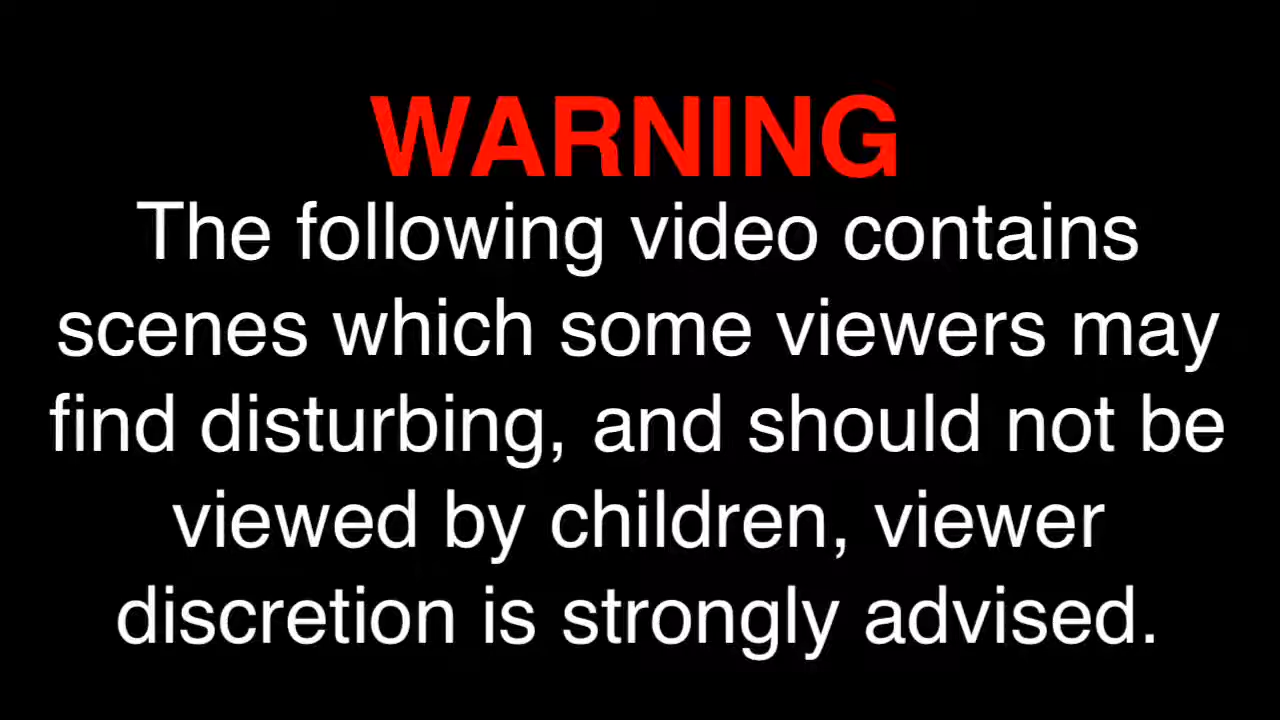 WARNING
The following video contains
scenes which some viewers may
find disturbing, and should not be
viewed by children, viewer
discretion is strongly advised.